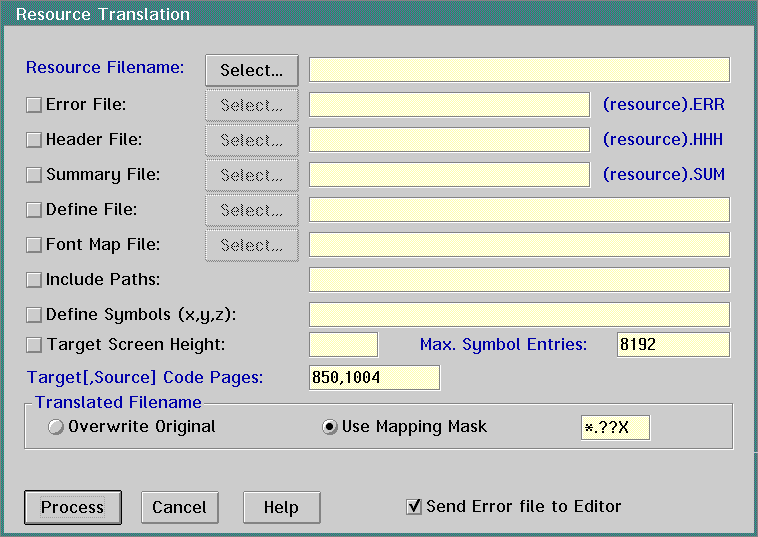 Resource Translation
Resource Filename: Select...
Error File: Select... (resource).ERR
Header File: Select... (resource).HHH
Summary File: Select... (resource).SUM
Define File: Select...
Font Map File: Select...
Include Paths:
Define Symbols (x,y,z):
Target Screen Height: Max. Symbol Entries: 8192
Target[,Source] Code Pages: 850,1004
Translated Filename
Overwrite Original Use Mapping Mask *.??X
Process Cancel Help Send Error file to Editor